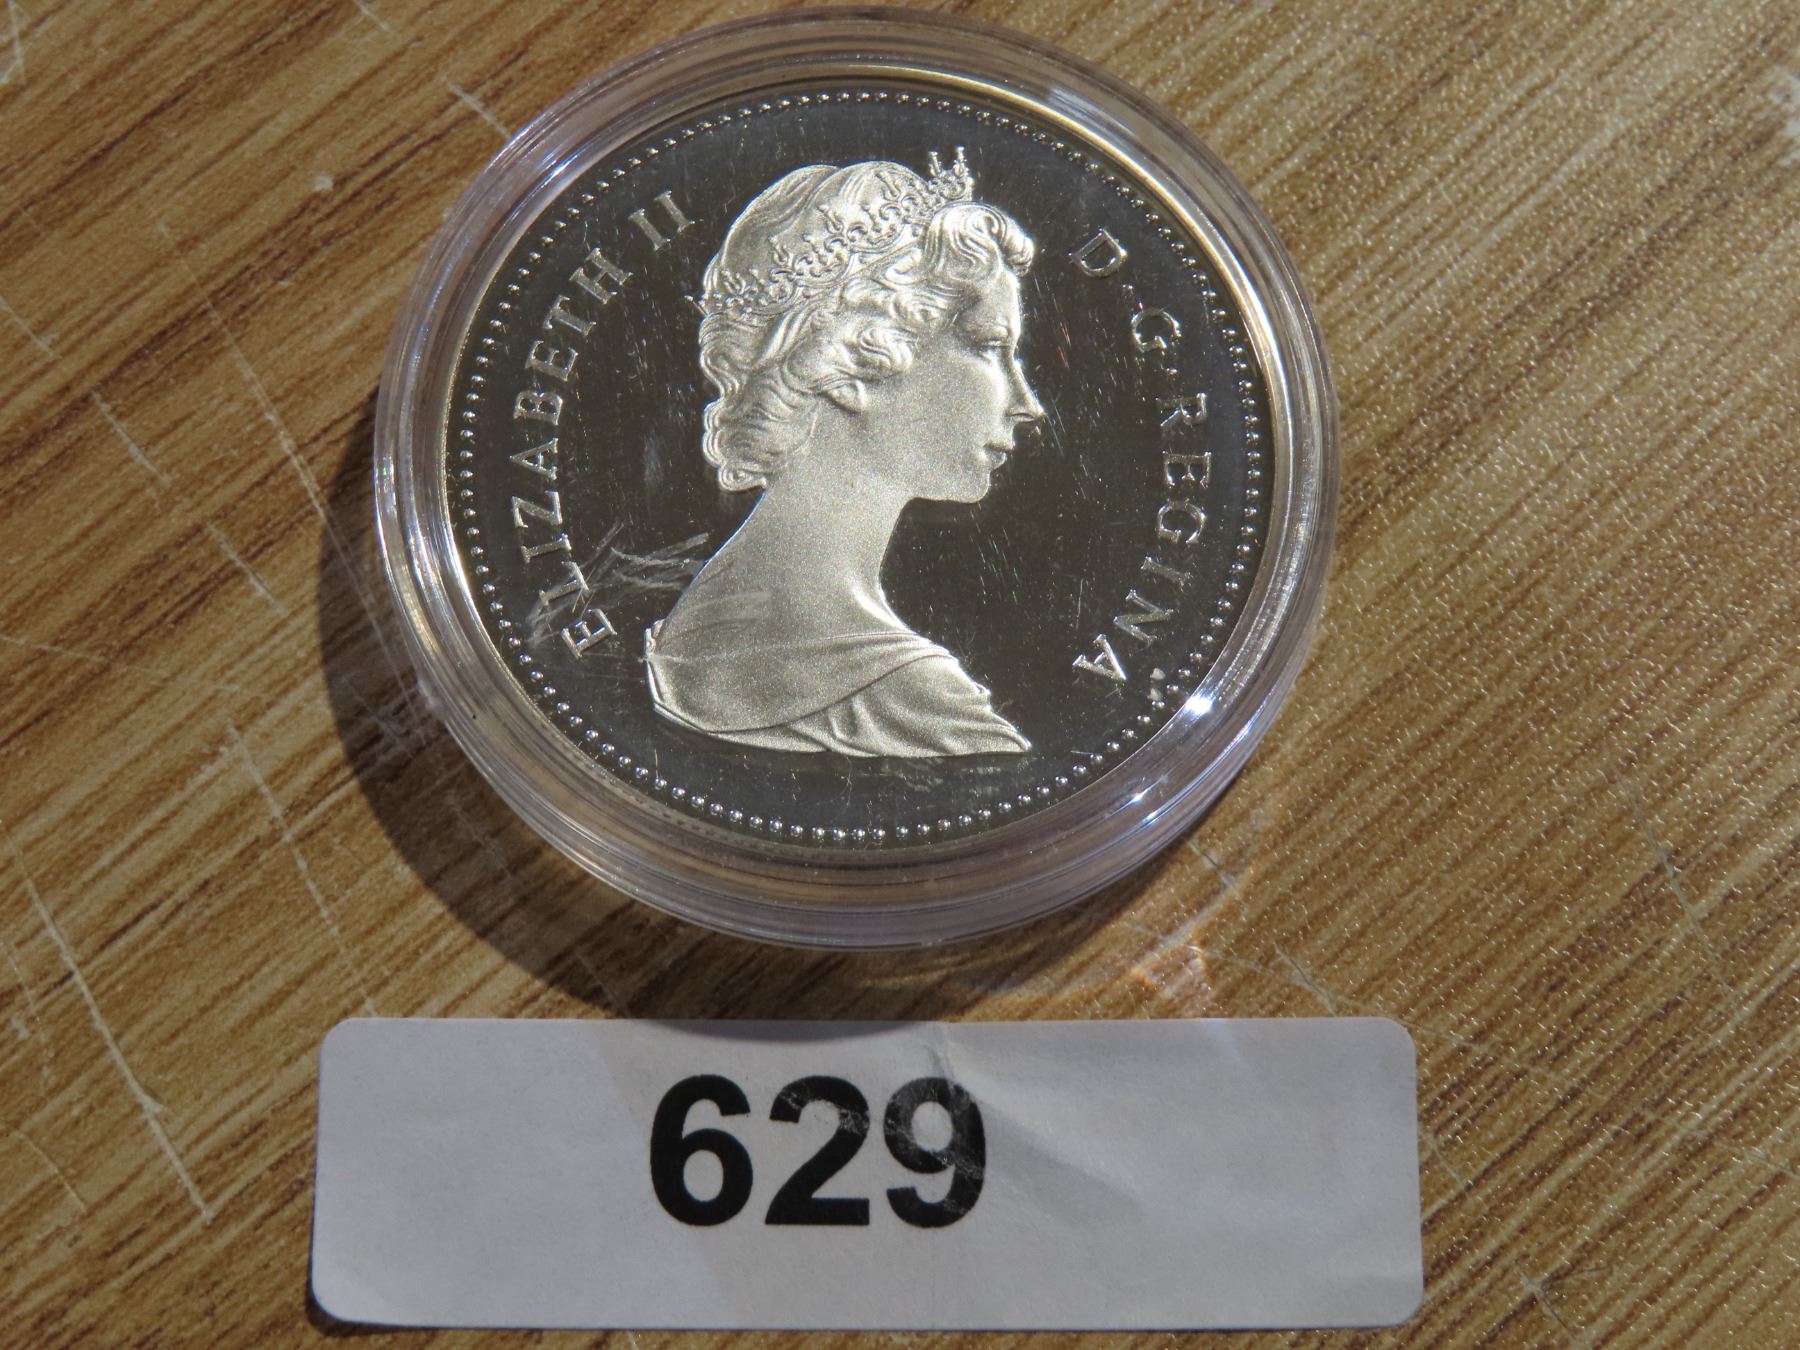 ELIZABETH II D·G·REGINA
629